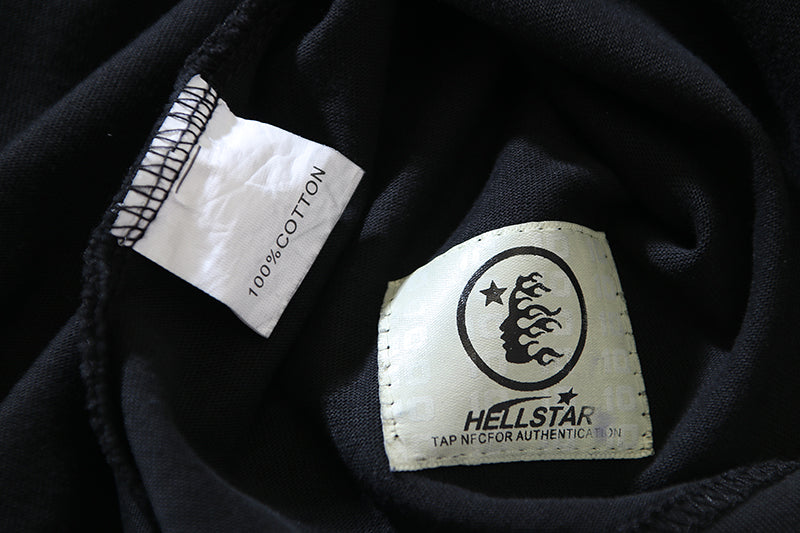 100%COTTON
HELLSTAR
TAP NFCFOR AUTHENTICATION